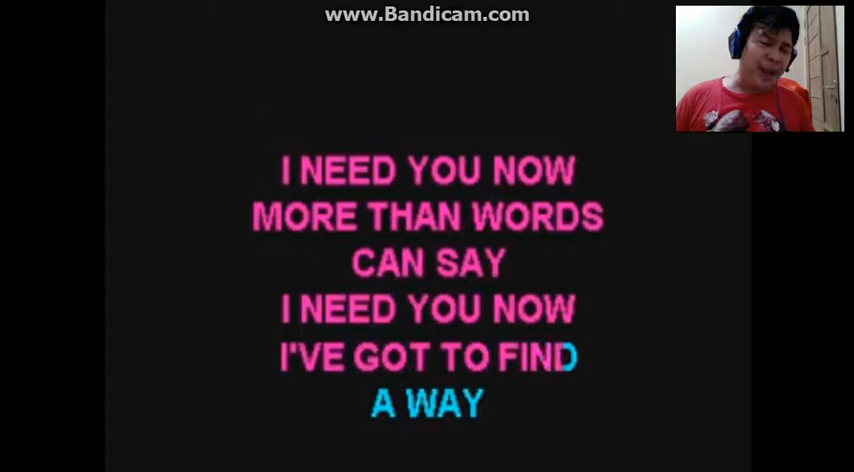 www.Bandicam.com
I NEED YOU NOW
MORE THAN WORDS
CAN SAY
I NEED YOU NOW
I'VE GOT TO FIND
A WAY